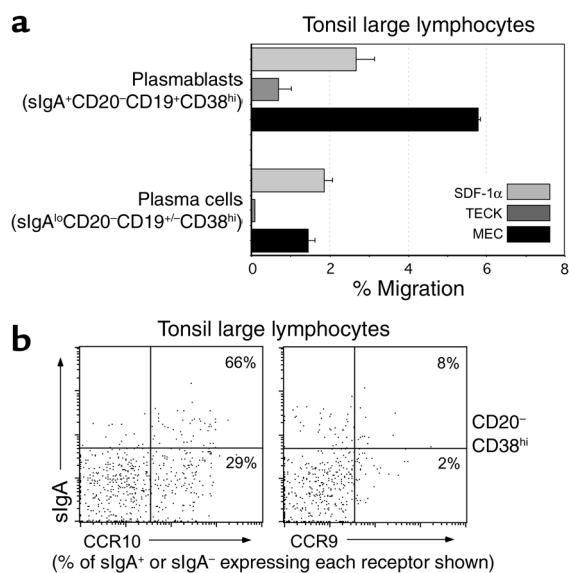 a
Tonsil large lymphocytes
Plasmablasts
(sIgA⁺CD20⁻CD19⁺CD38ʰⁱ)
Plasma cells
(sIgAˡᵒCD20⁻CD19⁺/⁻CD38ʰⁱ)
SDF-1α
TECK
MEC
0 2 4 6 8
% Migration
b
Tonsil large lymphocytes
66%
8%
29%
2%
CD20⁻
CD38ʰⁱ
sIgA
CCR10
CCR9
(% of sIgA⁺ or sIgA⁻ expressing each receptor shown)